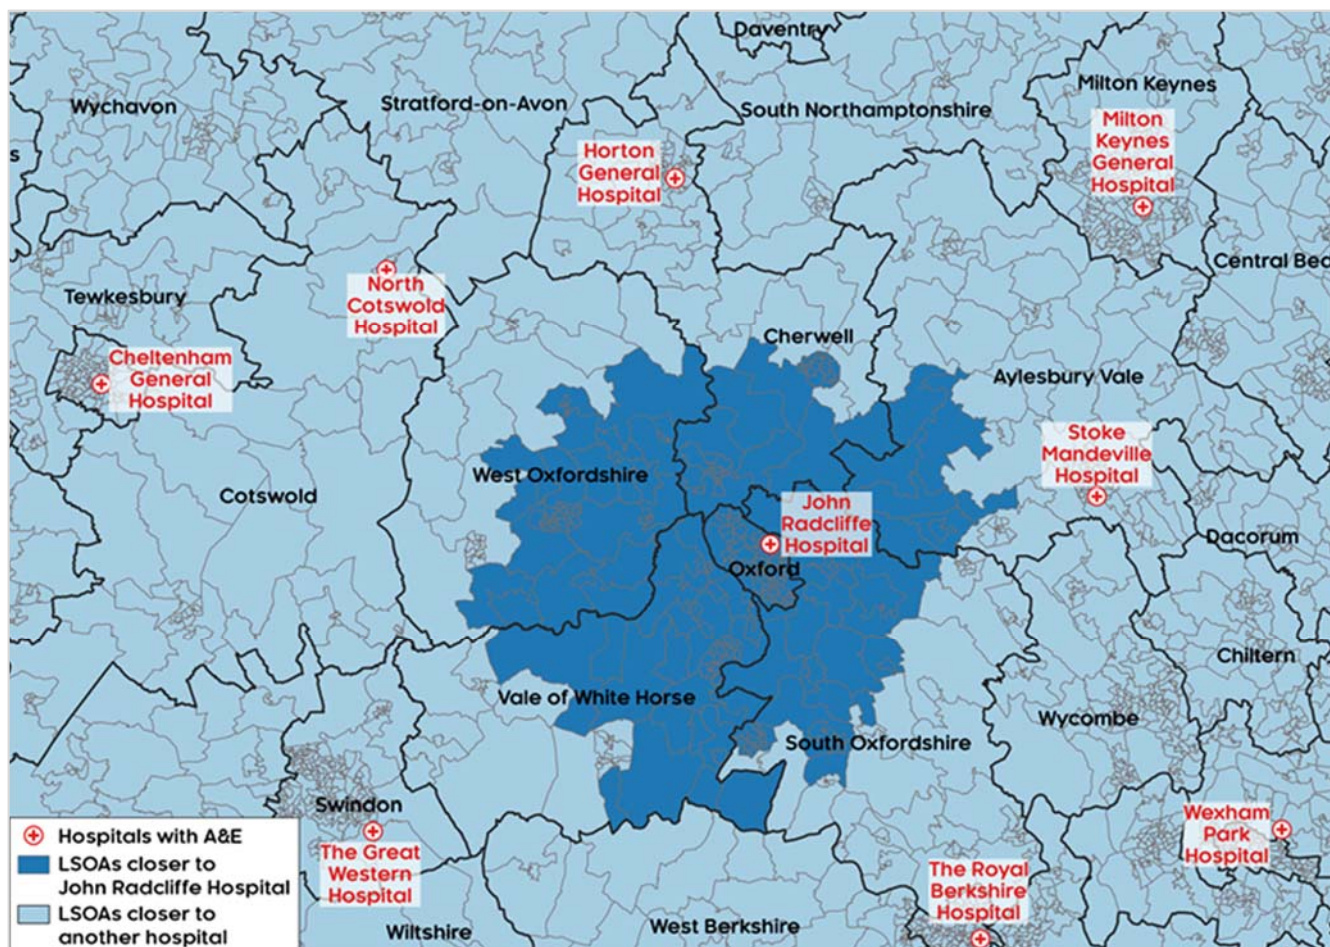 Daventry
Wychavon
Stratford-on-Avon
South Northamptonshire
Milton Keynes
Milton
Keynes
General
Hospital
s
Horton
General
Hospital
Central Bed
North
Cotswold
Hospital
Tewkesbury
Cherwell
Cheltenham
General
Hospital
Aylesbury Vale
Stoke
Mandeville
Hospital
West Oxfordshire
Cotswold
John
Radcliffe
Hospital
Oxford
Dacorum
Chiltern
Vale of White Horse
Wycombe
South Oxfordshire
Swindon
The Great
Western
Hospital
Wexham
Park
Hospital
The Royal
Berkshire
Hospital
West Berkshire
Wiltshire
Hospitals with A&E
LSOAs closer to
John Radcliffe Hospital
LSOAs closer to
another hospital